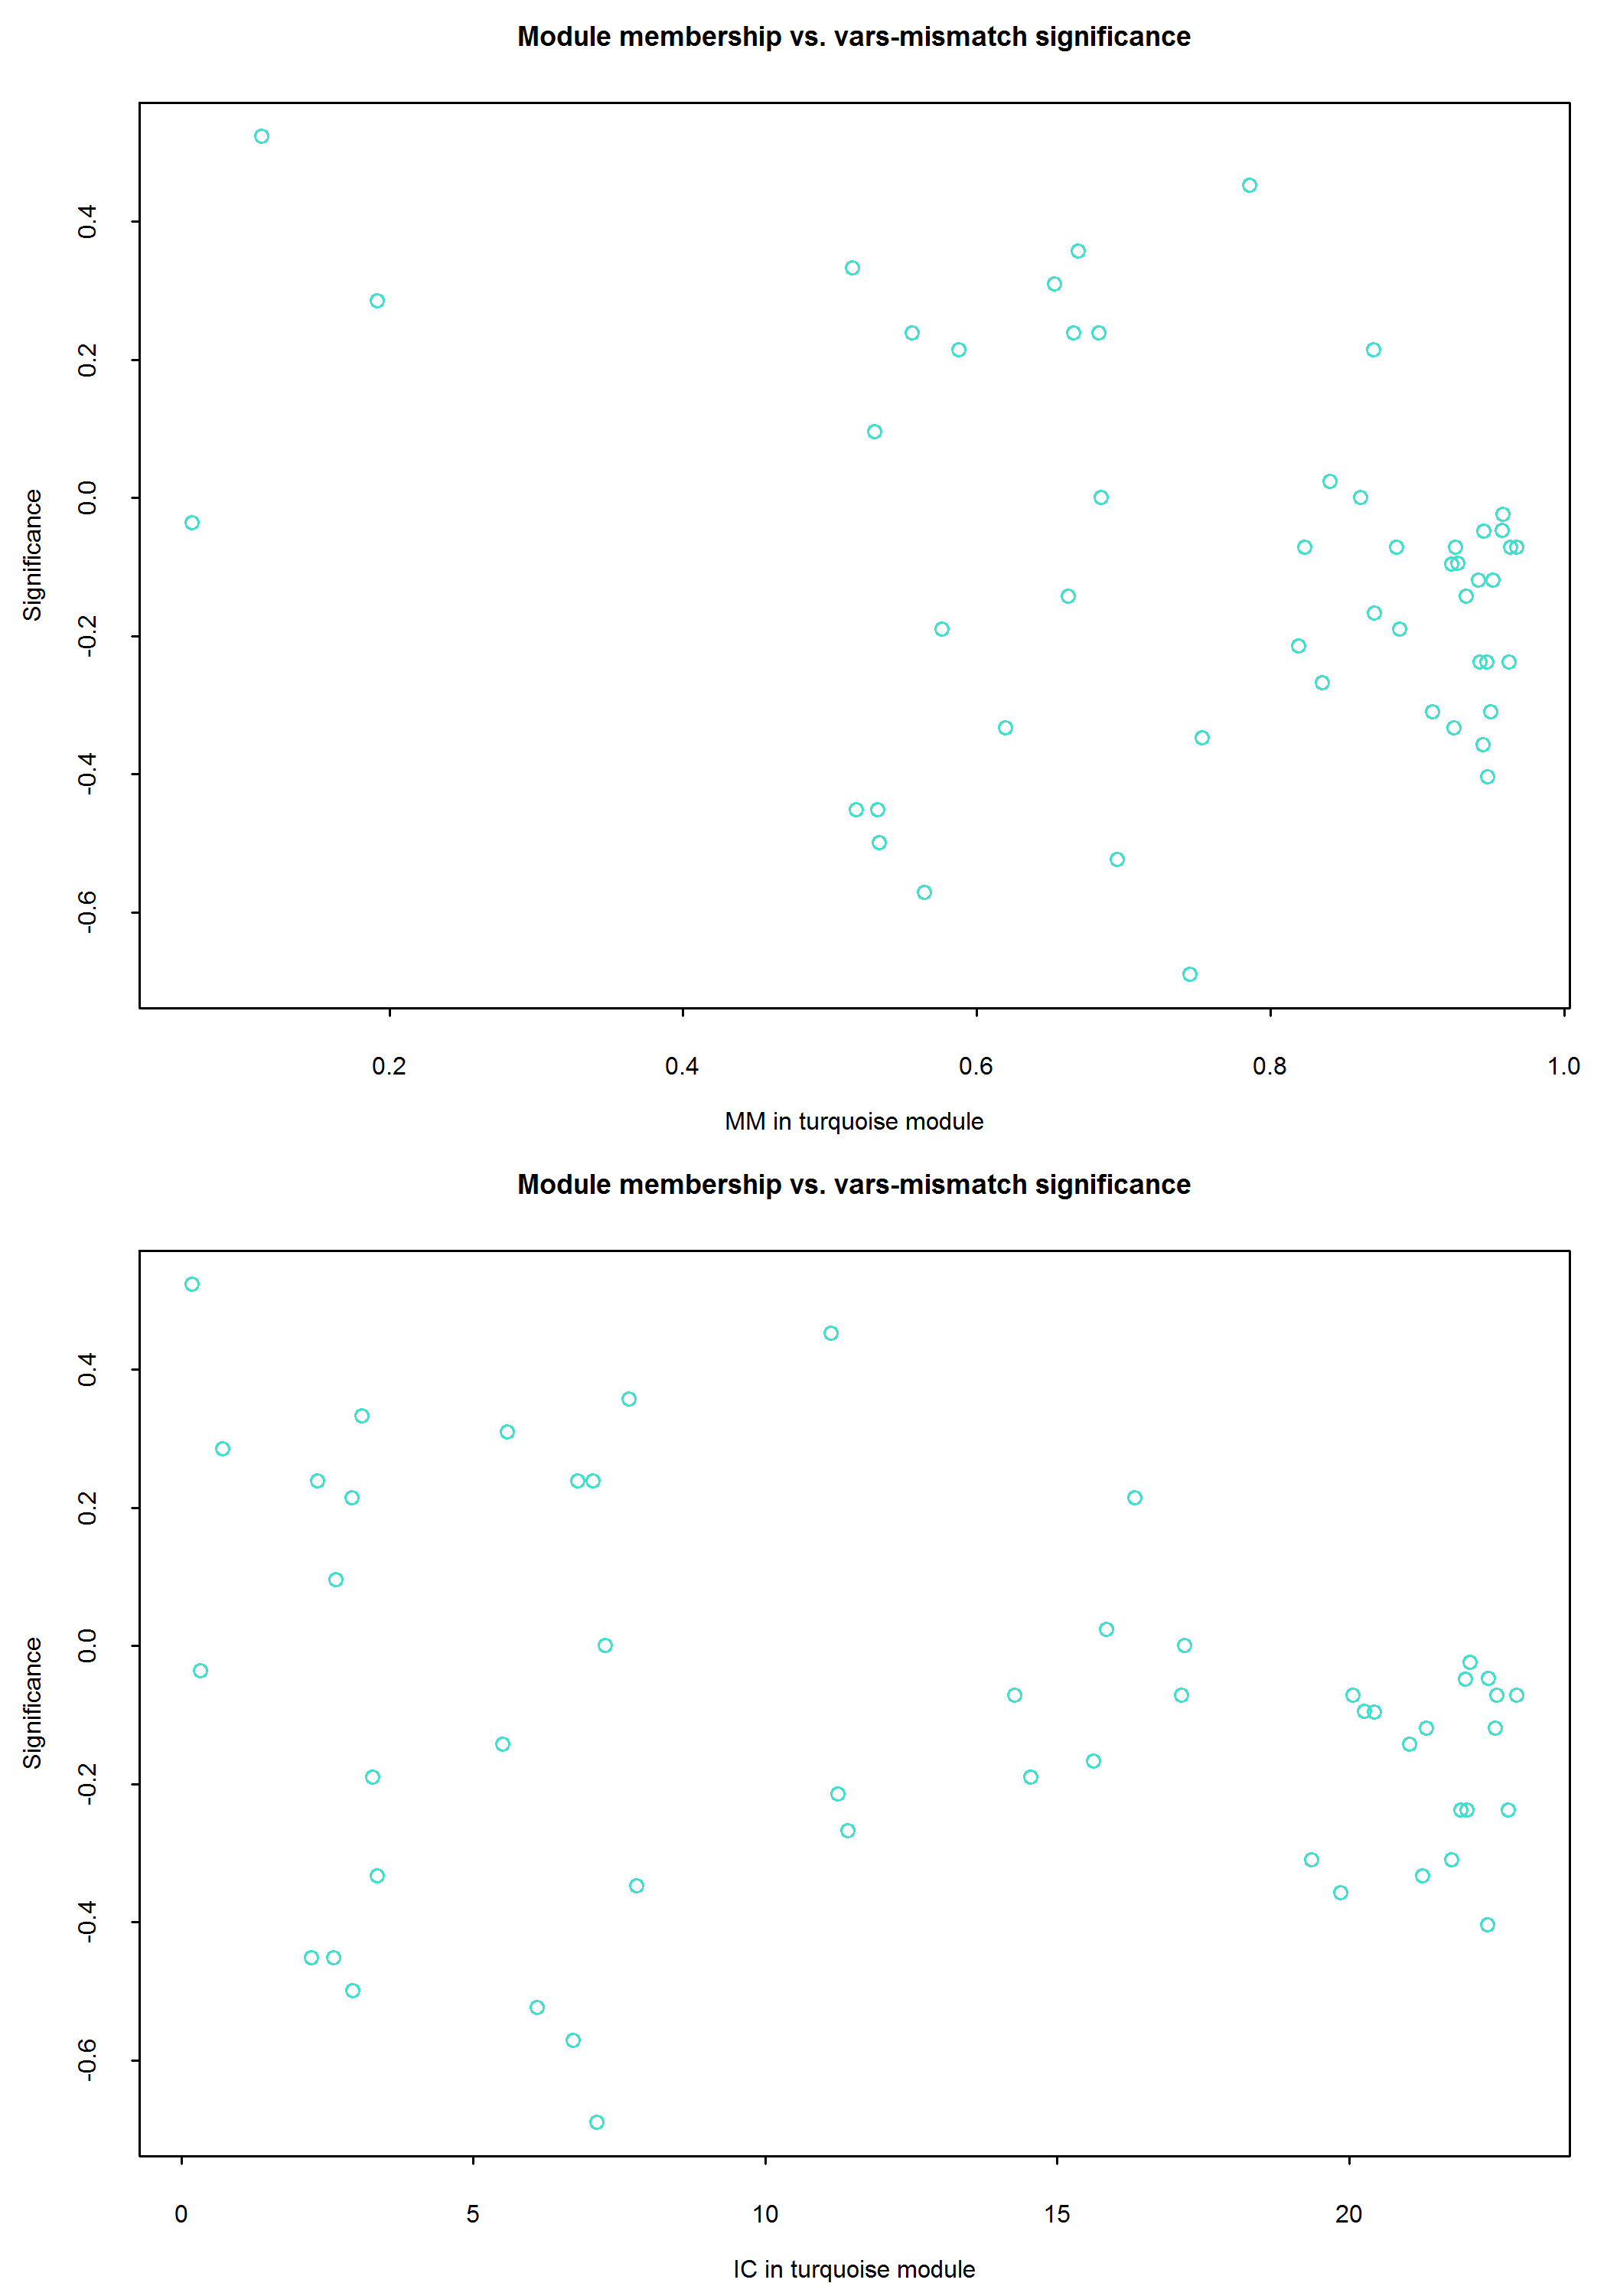 Module membership vs. vars-mismatch significance
0.4
0.2
0.0
-0.2
-0.4
-0.6
Significance
0.2 0.4 0.6 0.8 1.0
MM in turquoise module
Module membership vs. vars-mismatch significance
0.4
0.2
0.0
-0.2
-0.4
-0.6
Significance
0 5 10 15 20
IC in turquoise module